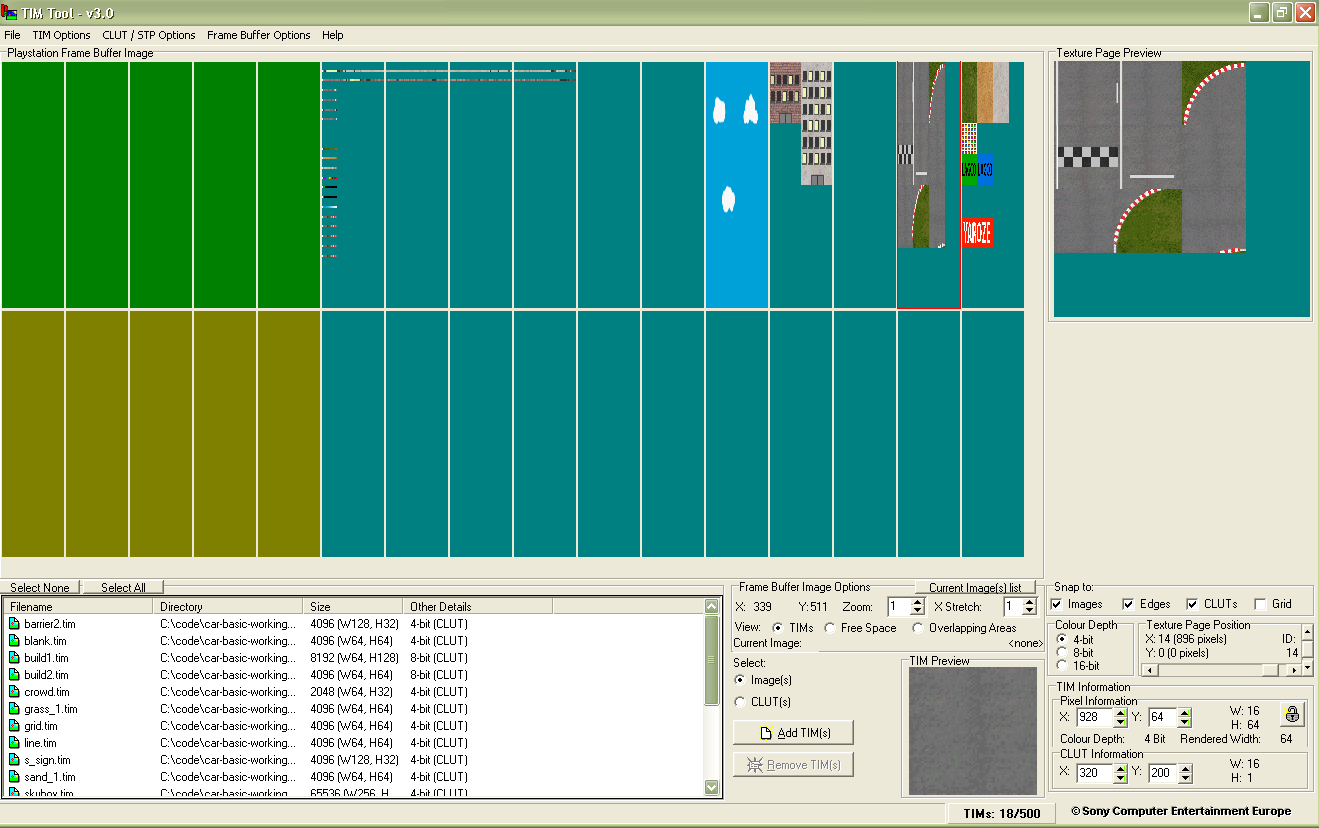 TIM Tool - v3.0
File TIM Options CLUT / STP Options Frame Buffer Options Help
Playstation Frame Buffer Image
Texture Page Preview
YAROZE
Select None Select All
Filename Directory Size Other Details
barrier2.tim C:\code\car-basic-working... 4096 (W128, H32) 4-bit (CLUT)
blank.tim C:\code\car-basic-working... 4096 (W64, H64) 4-bit (CLUT)
build1.tim C:\code\car-basic-working... 8192 (W64, H128) 8-bit (CLUT)
build2.tim C:\code\car-basic-working... 4096 (W64, H64) 8-bit (CLUT)
crowd.tim C:\code\car-basic-working... 2048 (W64, H32) 4-bit (CLUT)
grass_1.tim C:\code\car-basic-working... 4096 (W64, H64) 4-bit (CLUT)
grid.tim C:\code\car-basic-working... 4096 (W64, H64) 4-bit (CLUT)
line.tim C:\code\car-basic-working... 4096 (W64, H64) 4-bit (CLUT)
s_sign.tim C:\code\car-basic-working... 4096 (W128, H32) 4-bit (CLUT)
sand_1.tim C:\code\car-basic-working... 4096 (W64, H64) 4-bit (CLUT)
skybox.tim C:\code\car-basic-working... 65536 (W256, H... 4-bit (CLUT)
Frame Buffer Image Options Current Image(s) list
X: 339 Y:511 Zoom: 1 X Stretch: 1
View: TIMs Free Space Overlapping Areas
Current Image: <none>
Select:
Image(s)
CLUT(s)
Add TIM(s)
Remove TIM(s)
TIM Preview
Snap to:
Images Edges CLUTs Grid
Colour Depth
4-bit
8-bit
16-bit
Texture Page Position
X: 14 (896 pixels) ID:
Y: 0 (0 pixels) 14
TIM Information
Pixel Information
X: 928 Y: 64 W: 16
H: 64
Colour Depth: 4 Bit Rendered Width: 64
CLUT Information
X: 320 Y: 200 W: 16
H: 1
TIMs: 18/500
© Sony Computer Entertainment Europe